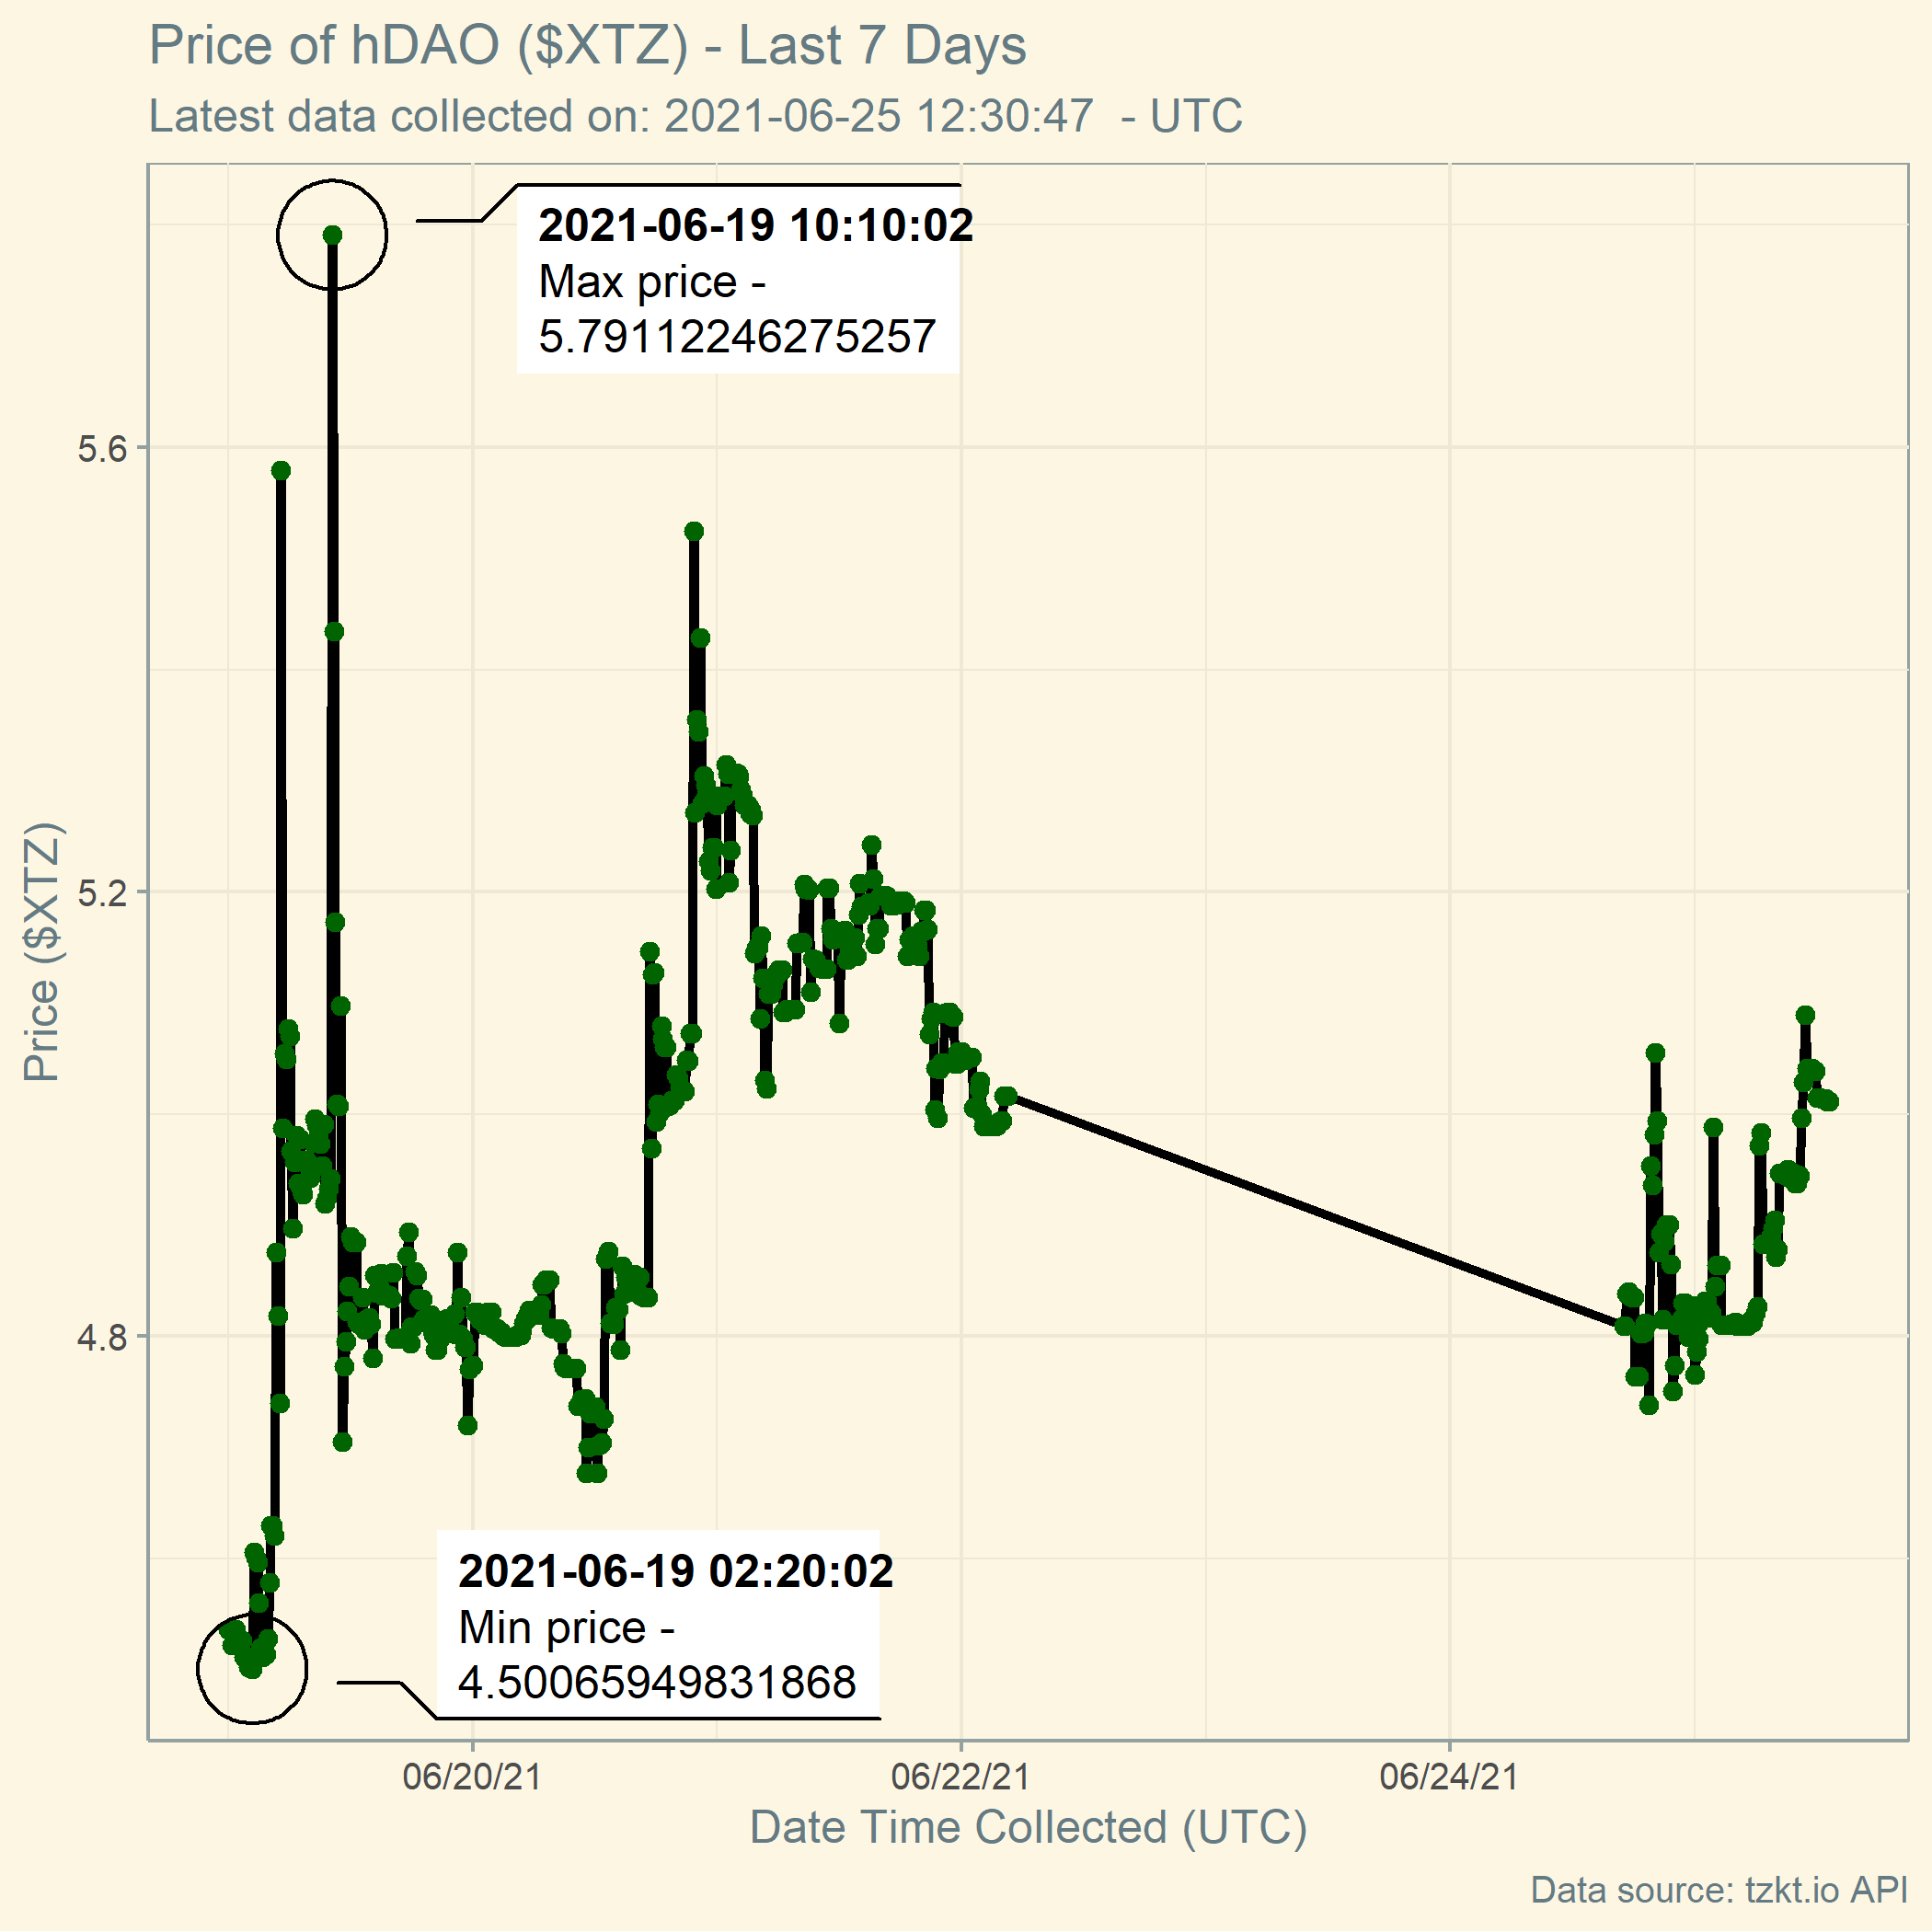 Price of hDAO ($XTZ) - Last 7 Days
Latest data collected on: 2021-06-25 12:30:47  - UTC
2021-06-19 10:10:02
Max price -
5.79112246275257
5.6
5.2
4.8
Price ($XTZ)
2021-06-19 02:20:02
Min price -
4.50065949831868
06/20/21
06/22/21
06/24/21
Date Time Collected (UTC)
Data source: tzkt.io API